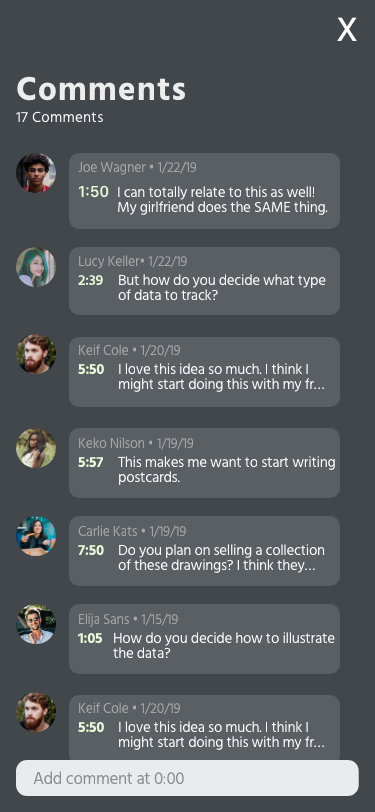 X
Comments
17 Comments
Joe Wagner • 1/22/19
1:50 I can totally relate to this as well!
My girlfriend does the SAME thing.
Lucy Keller• 1/22/19
2:39 But how do you decide what type
of data to track?
Keif Cole • 1/20/19
5:50 I love this idea so much. I think I
might start doing this with my fr...
Keko Nilson • 1/19/19
5:57 This makes me want to start writing
postcards.
Carlie Kats • 1/19/19
7:50 Do you plan on selling a collection
of these drawings? I think they...
Elija Sans • 1/15/19
1:05 How do you decide how to illustrate
the data?
Keif Cole • 1/20/19
5:50 I love this idea so much. I think I
might start doing this with my fr...
Add comment at 0:00